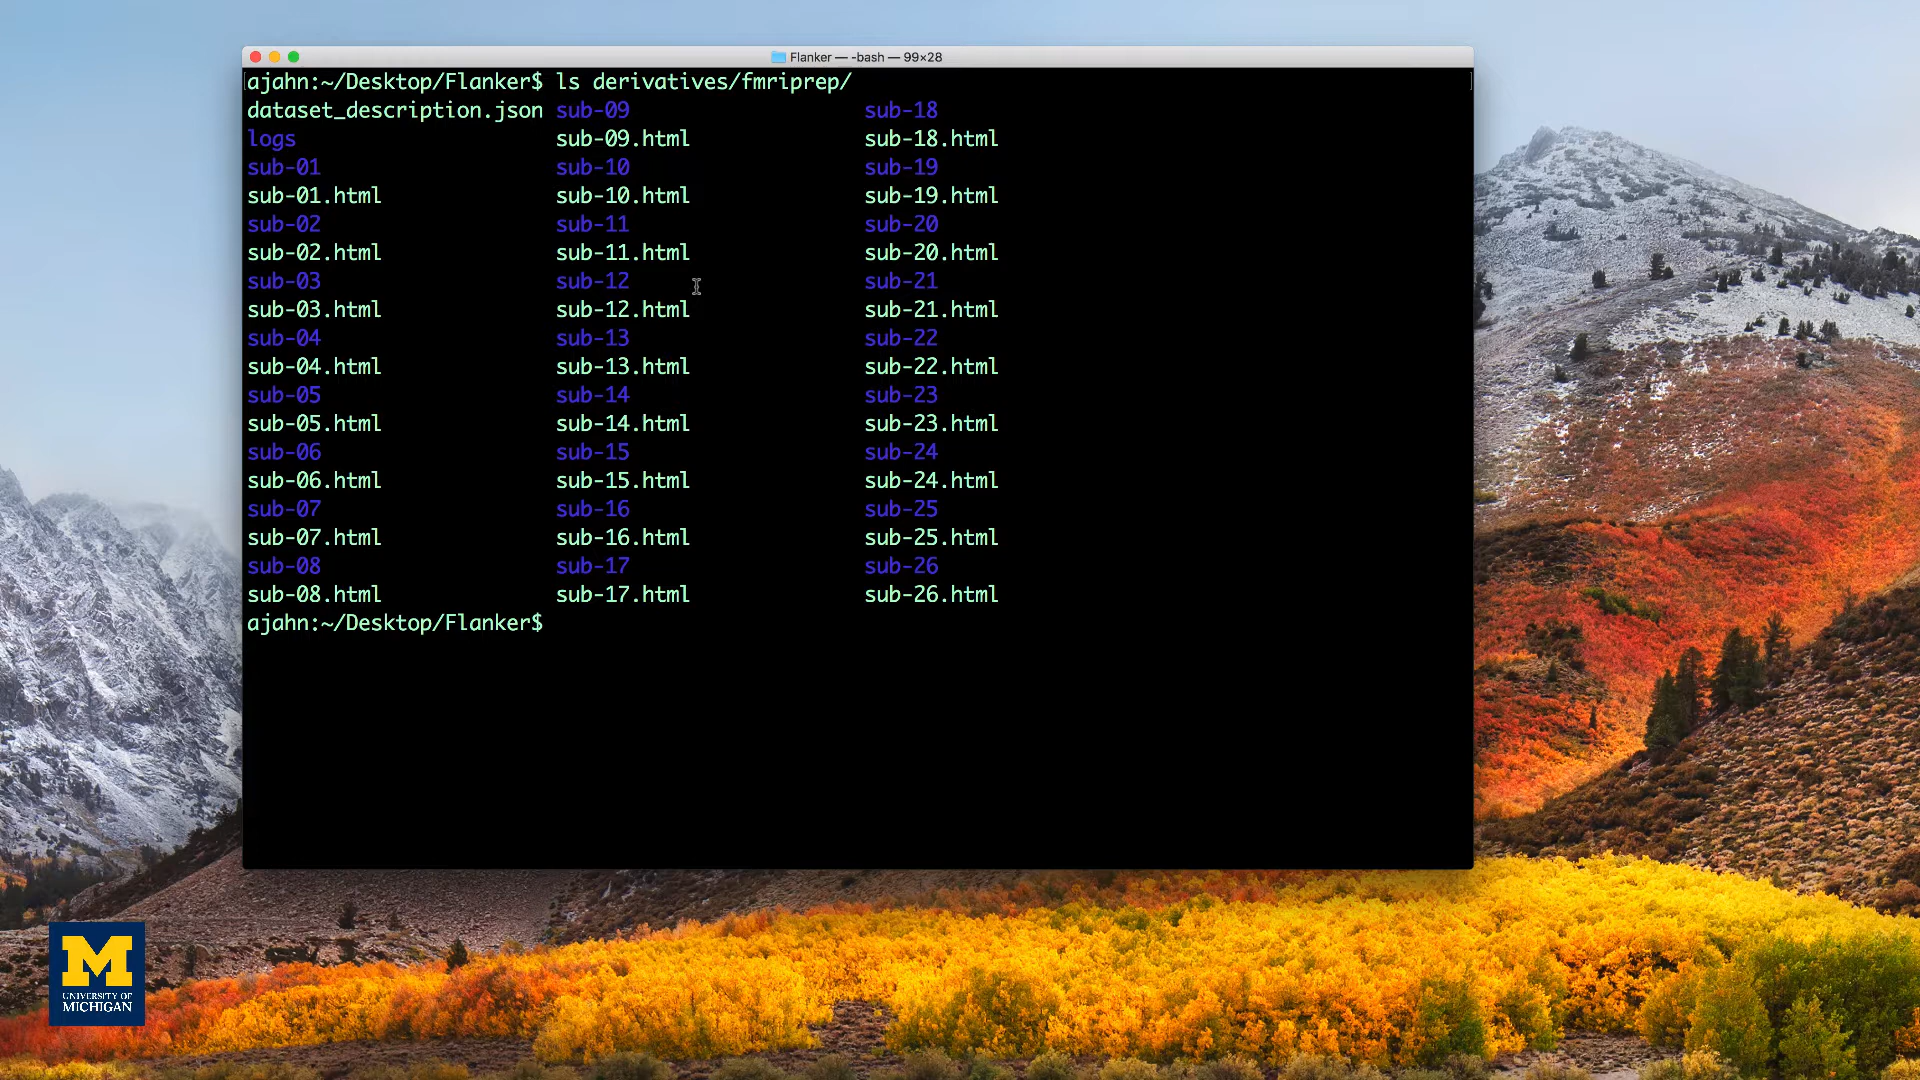 Flanker — -bash — 99×28
ajahn:~/Desktop/Flanker$ ls derivatives/fmriprep/
dataset_description.json sub-09 sub-18
logs sub-09.html sub-18.html
sub-01 sub-10 sub-19
sub-01.html sub-10.html sub-19.html
sub-02 sub-11 sub-20
sub-02.html sub-11.html sub-20.html
sub-03 sub-12 sub-21
sub-03.html sub-12.html sub-21.html
sub-04 sub-13 sub-22
sub-04.html sub-13.html sub-22.html
sub-05 sub-14 sub-23
sub-05.html sub-14.html sub-23.html
sub-06 sub-15 sub-24
sub-06.html sub-15.html sub-24.html
sub-07 sub-16 sub-25
sub-07.html sub-16.html sub-25.html
sub-08 sub-17 sub-26
sub-08.html sub-17.html sub-26.html
ajahn:~/Desktop/Flanker$
M
UNIVERSITY OF
MICHIGAN